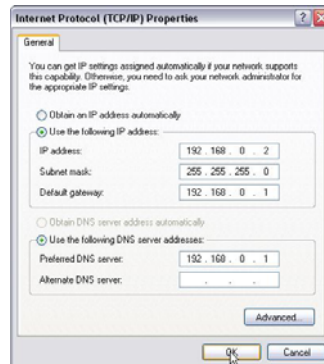 Internet Protocol (TCP/IP) Properties
General
You can get IP settings assigned automatically if your network supports
this capability. Otherwise, you need to ask your network administrator for
the appropriate IP settings.
Obtain an IP address automatically
Use the following IP address:
IP address: 192 . 168 . 0 . 2
Subnet mask: 255 . 255 . 255 . 0
Default gateway: 192 . 168 . 0 . 1
Obtain DNS server address automatically
Use the following DNS server addresses:
Preferred DNS server: 192 . 168 . 0 . 1
Alternate DNS server: . . .
Advanced...
OK Cancel